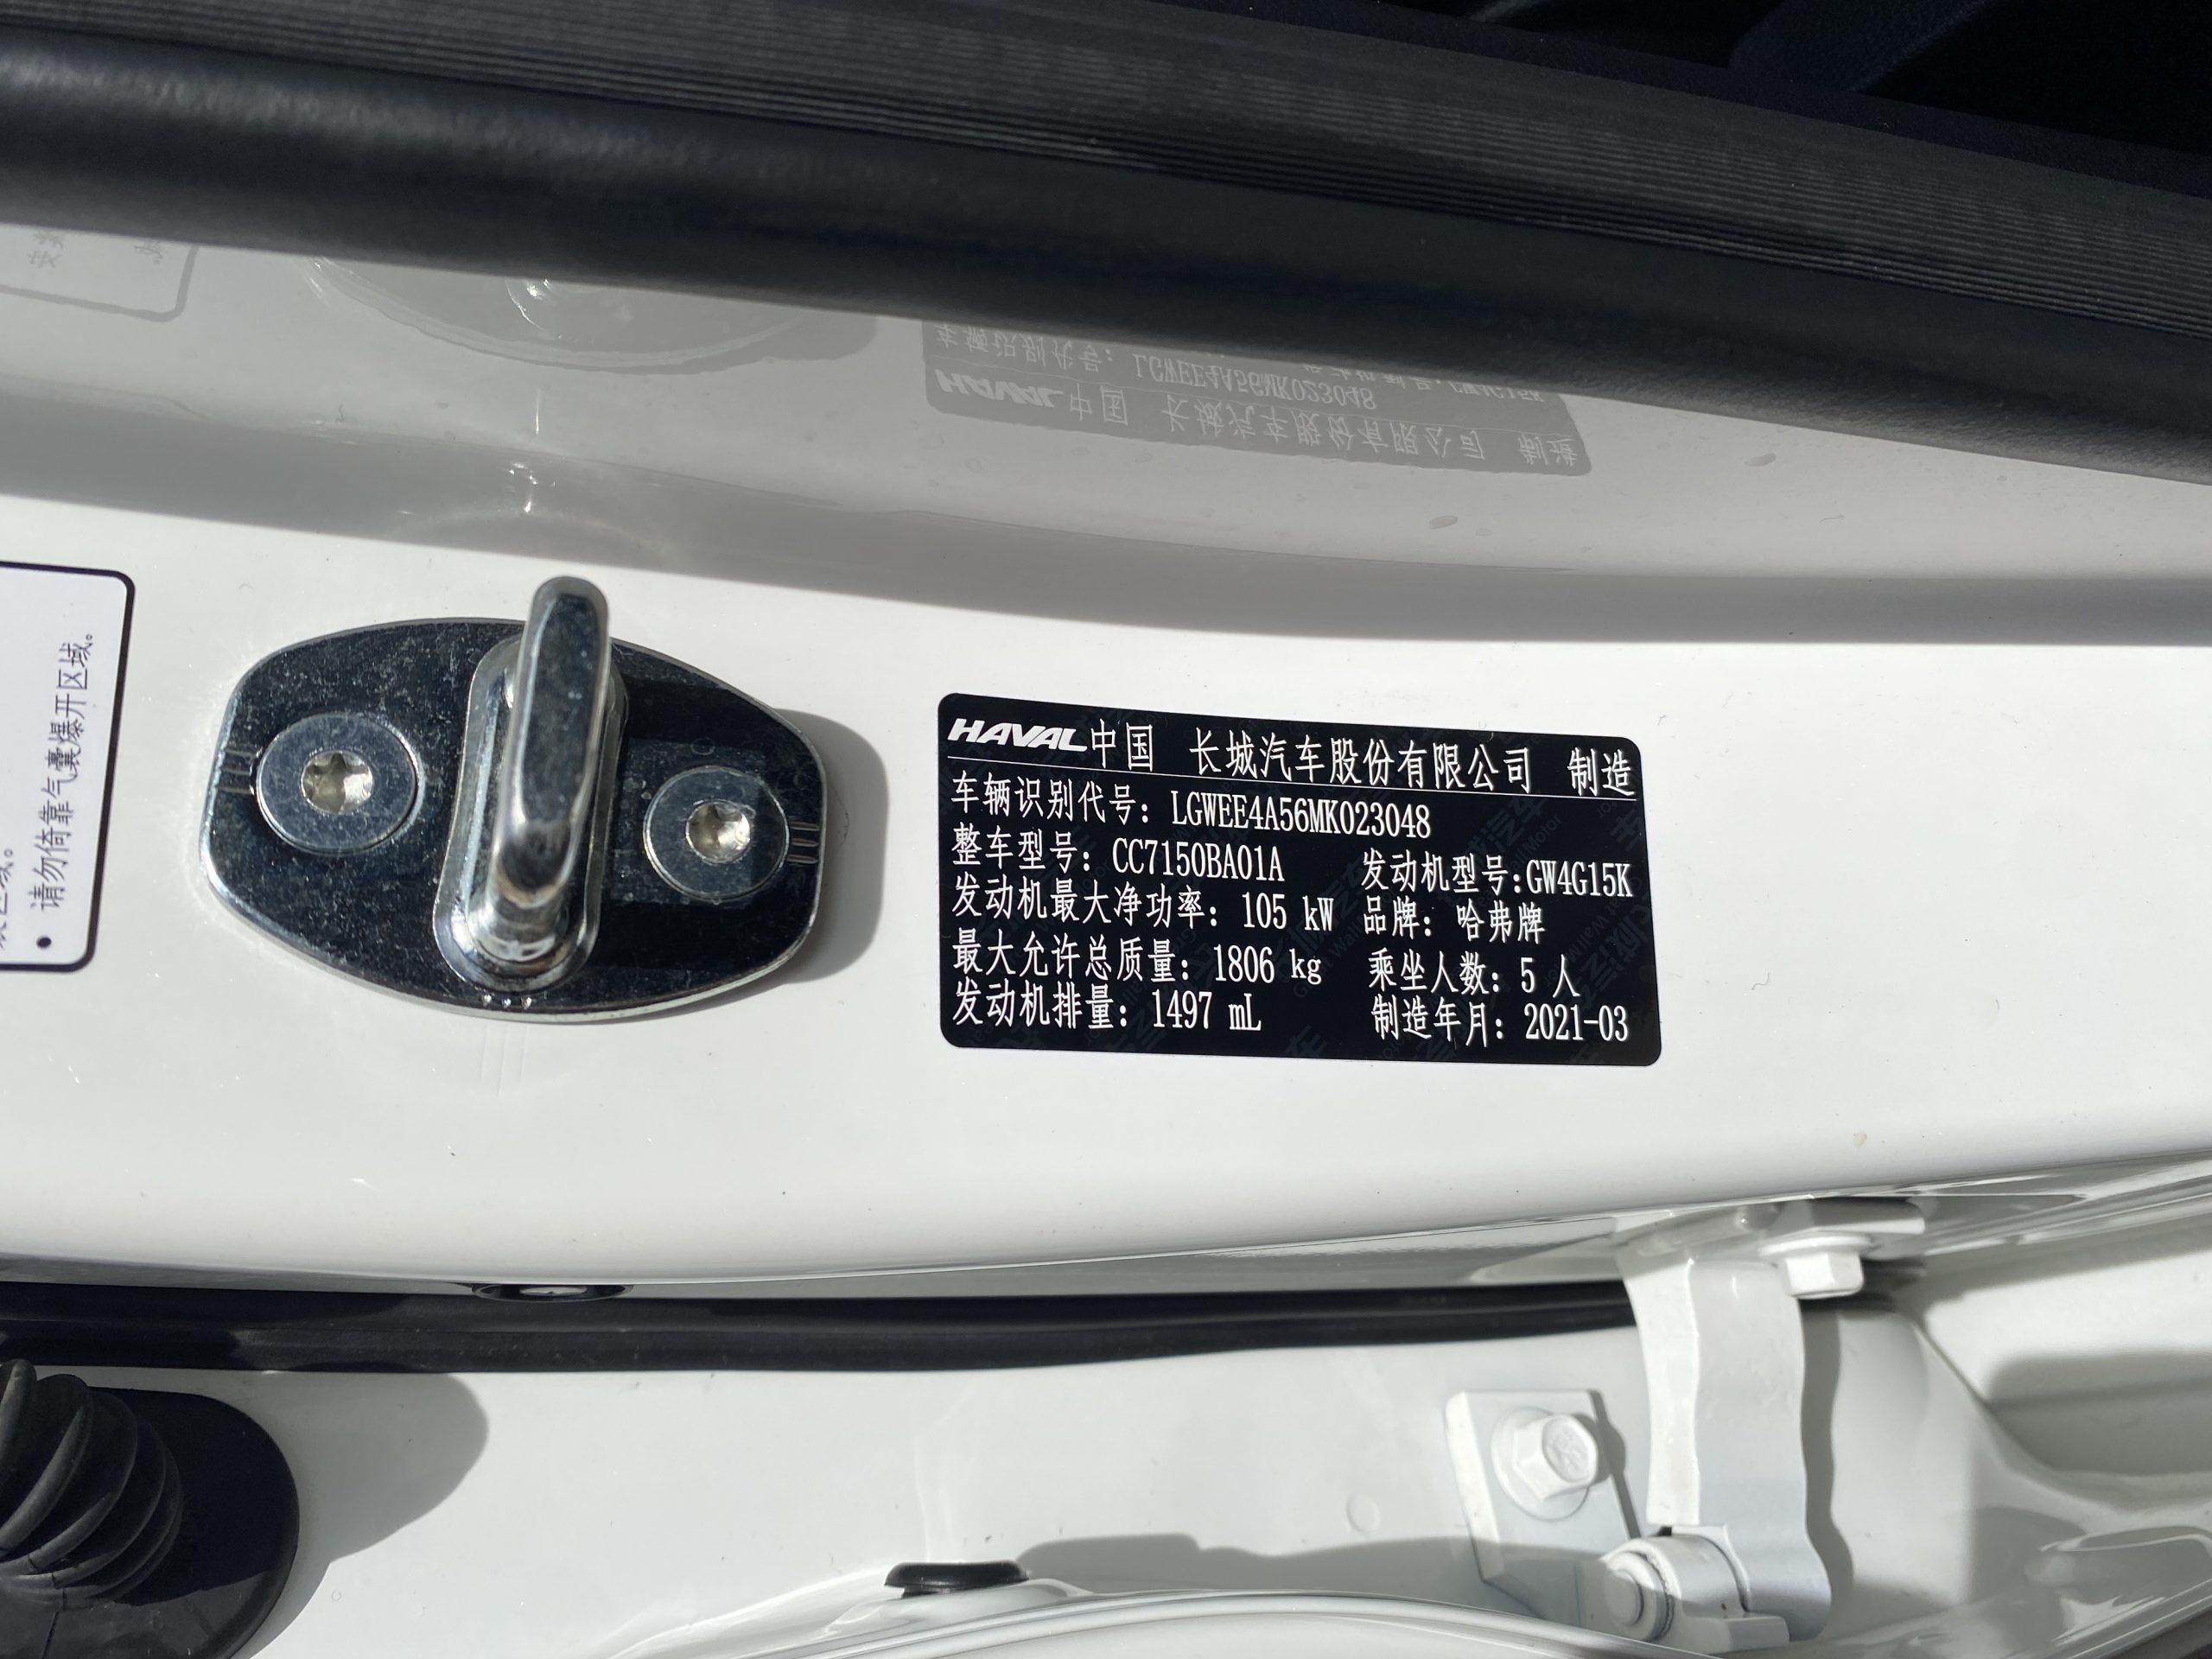 HAVAL中国 长城汽车股份有限公司 制造
车辆识别代号：LGWEE4A56MK023048
整车型号：CC7150BA01A 发动机型号:GW4G15K
发动机最大净功率：105 kW 品牌：哈弗牌
最大允许总质量：1806 kg 乘坐人数：5 人
发动机排量：1497 mL 制造年月：2021-03
• 请勿倚靠气囊爆开区域。